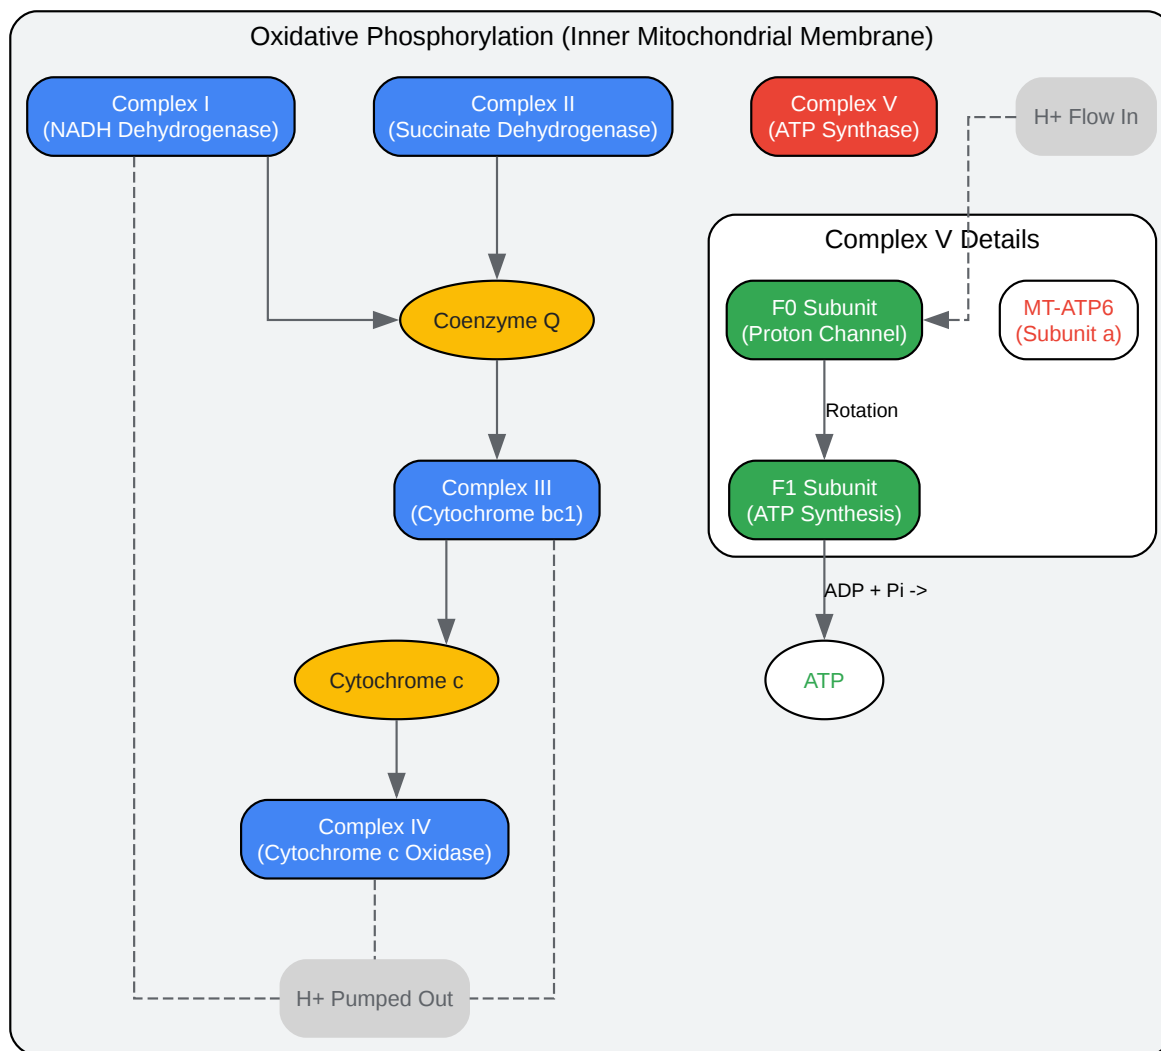 Oxidative Phosphorylation (Inner Mitochondrial Membrane)
Complex I
(NADH Dehydrogenase)
Complex II
(Succinate Dehydrogenase)
Complex V
(ATP Synthase)
H+ Flow In
Complex V Details
Coenzyme Q
F0 Subunit
(Proton Channel)
MT-ATP6
(Subunit a)
Rotation
Complex III
(Cytochrome bc1)
F1 Subunit
(ATP Synthesis)
ADP + Pi ->
Cytochrome c
ATP
Complex IV
(Cytochrome c Oxidase)
H+ Pumped Out